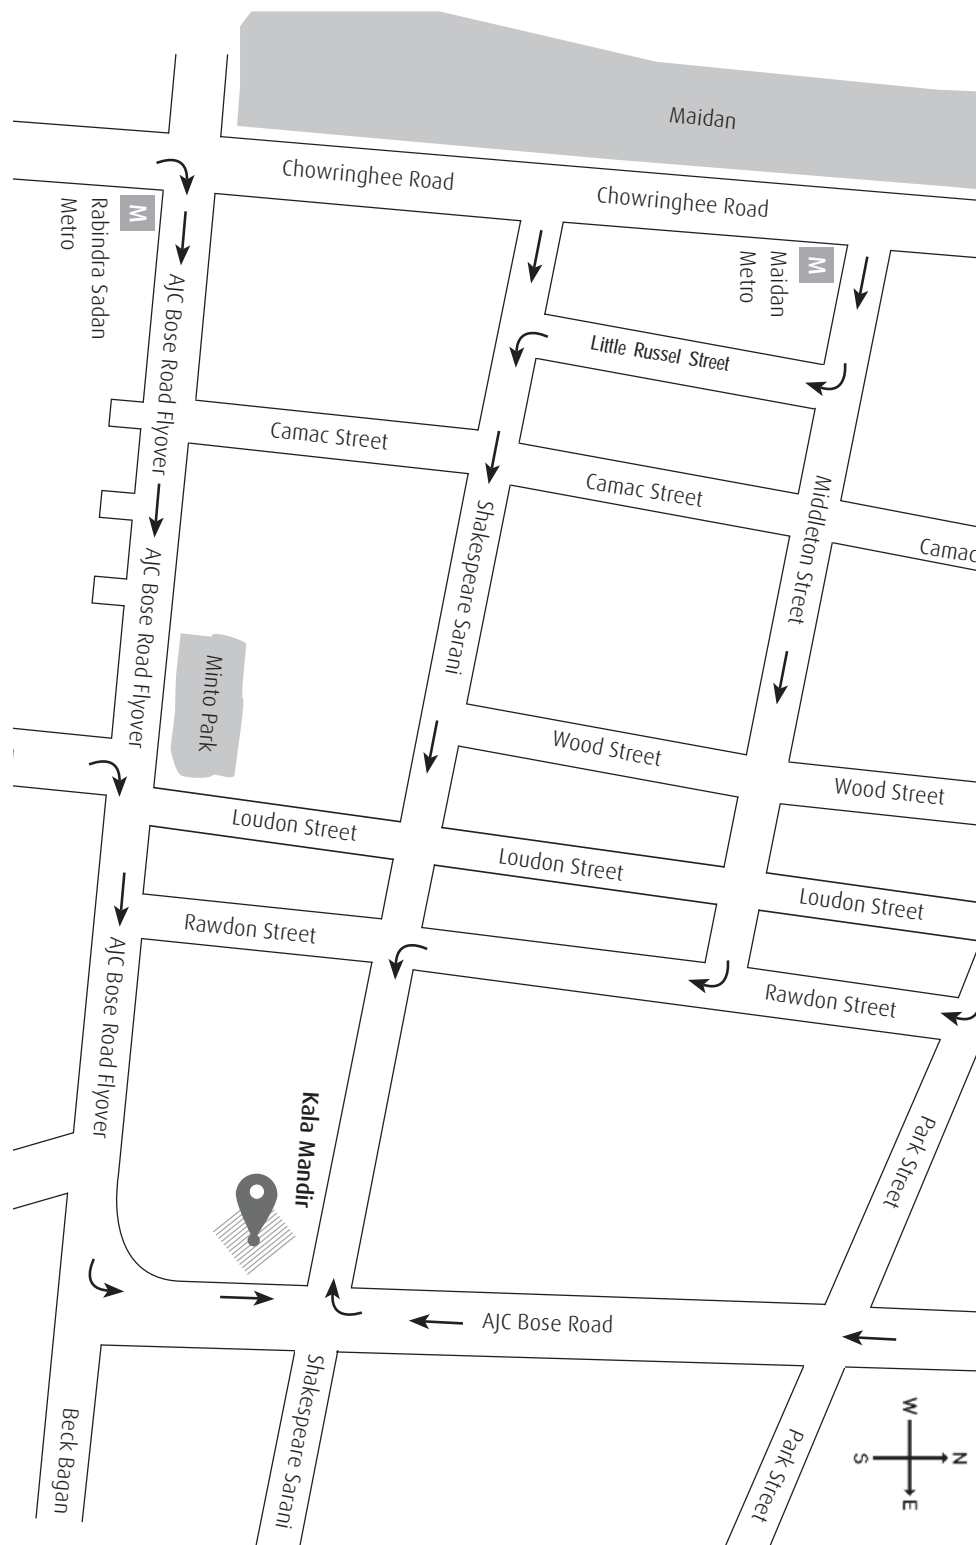 Maidan
Chowringhee Road
Chowringhee Road
M
Rabindra Sadan
Metro
M
Maidan
Metro
AJC Bose Road Flyover
Little Russel Street
Camac Street
Camac Street
Camac
Shakespeare Sarani
Middleton Street
AJC Bose Road Flyover
Minto Park
Wood Street
Wood Street
Loudon Street
Loudon Street
Loudon Street
Rawdon Street
Rawdon Street
AJC Bose Road Flyover
Kala Mandir
Park Street
AJC Bose Road
Shakespeare Sarani
Beck Bagan
Park Street
W
N
S
E